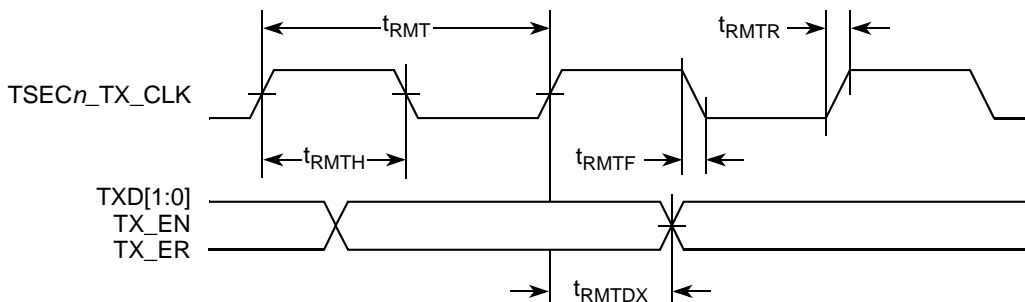 tRMT
tRMTR
TSECn_TX_CLK
tRMTH
tRMTF
TXD[1:0]
TX_EN
TX_ER
tRMTDX